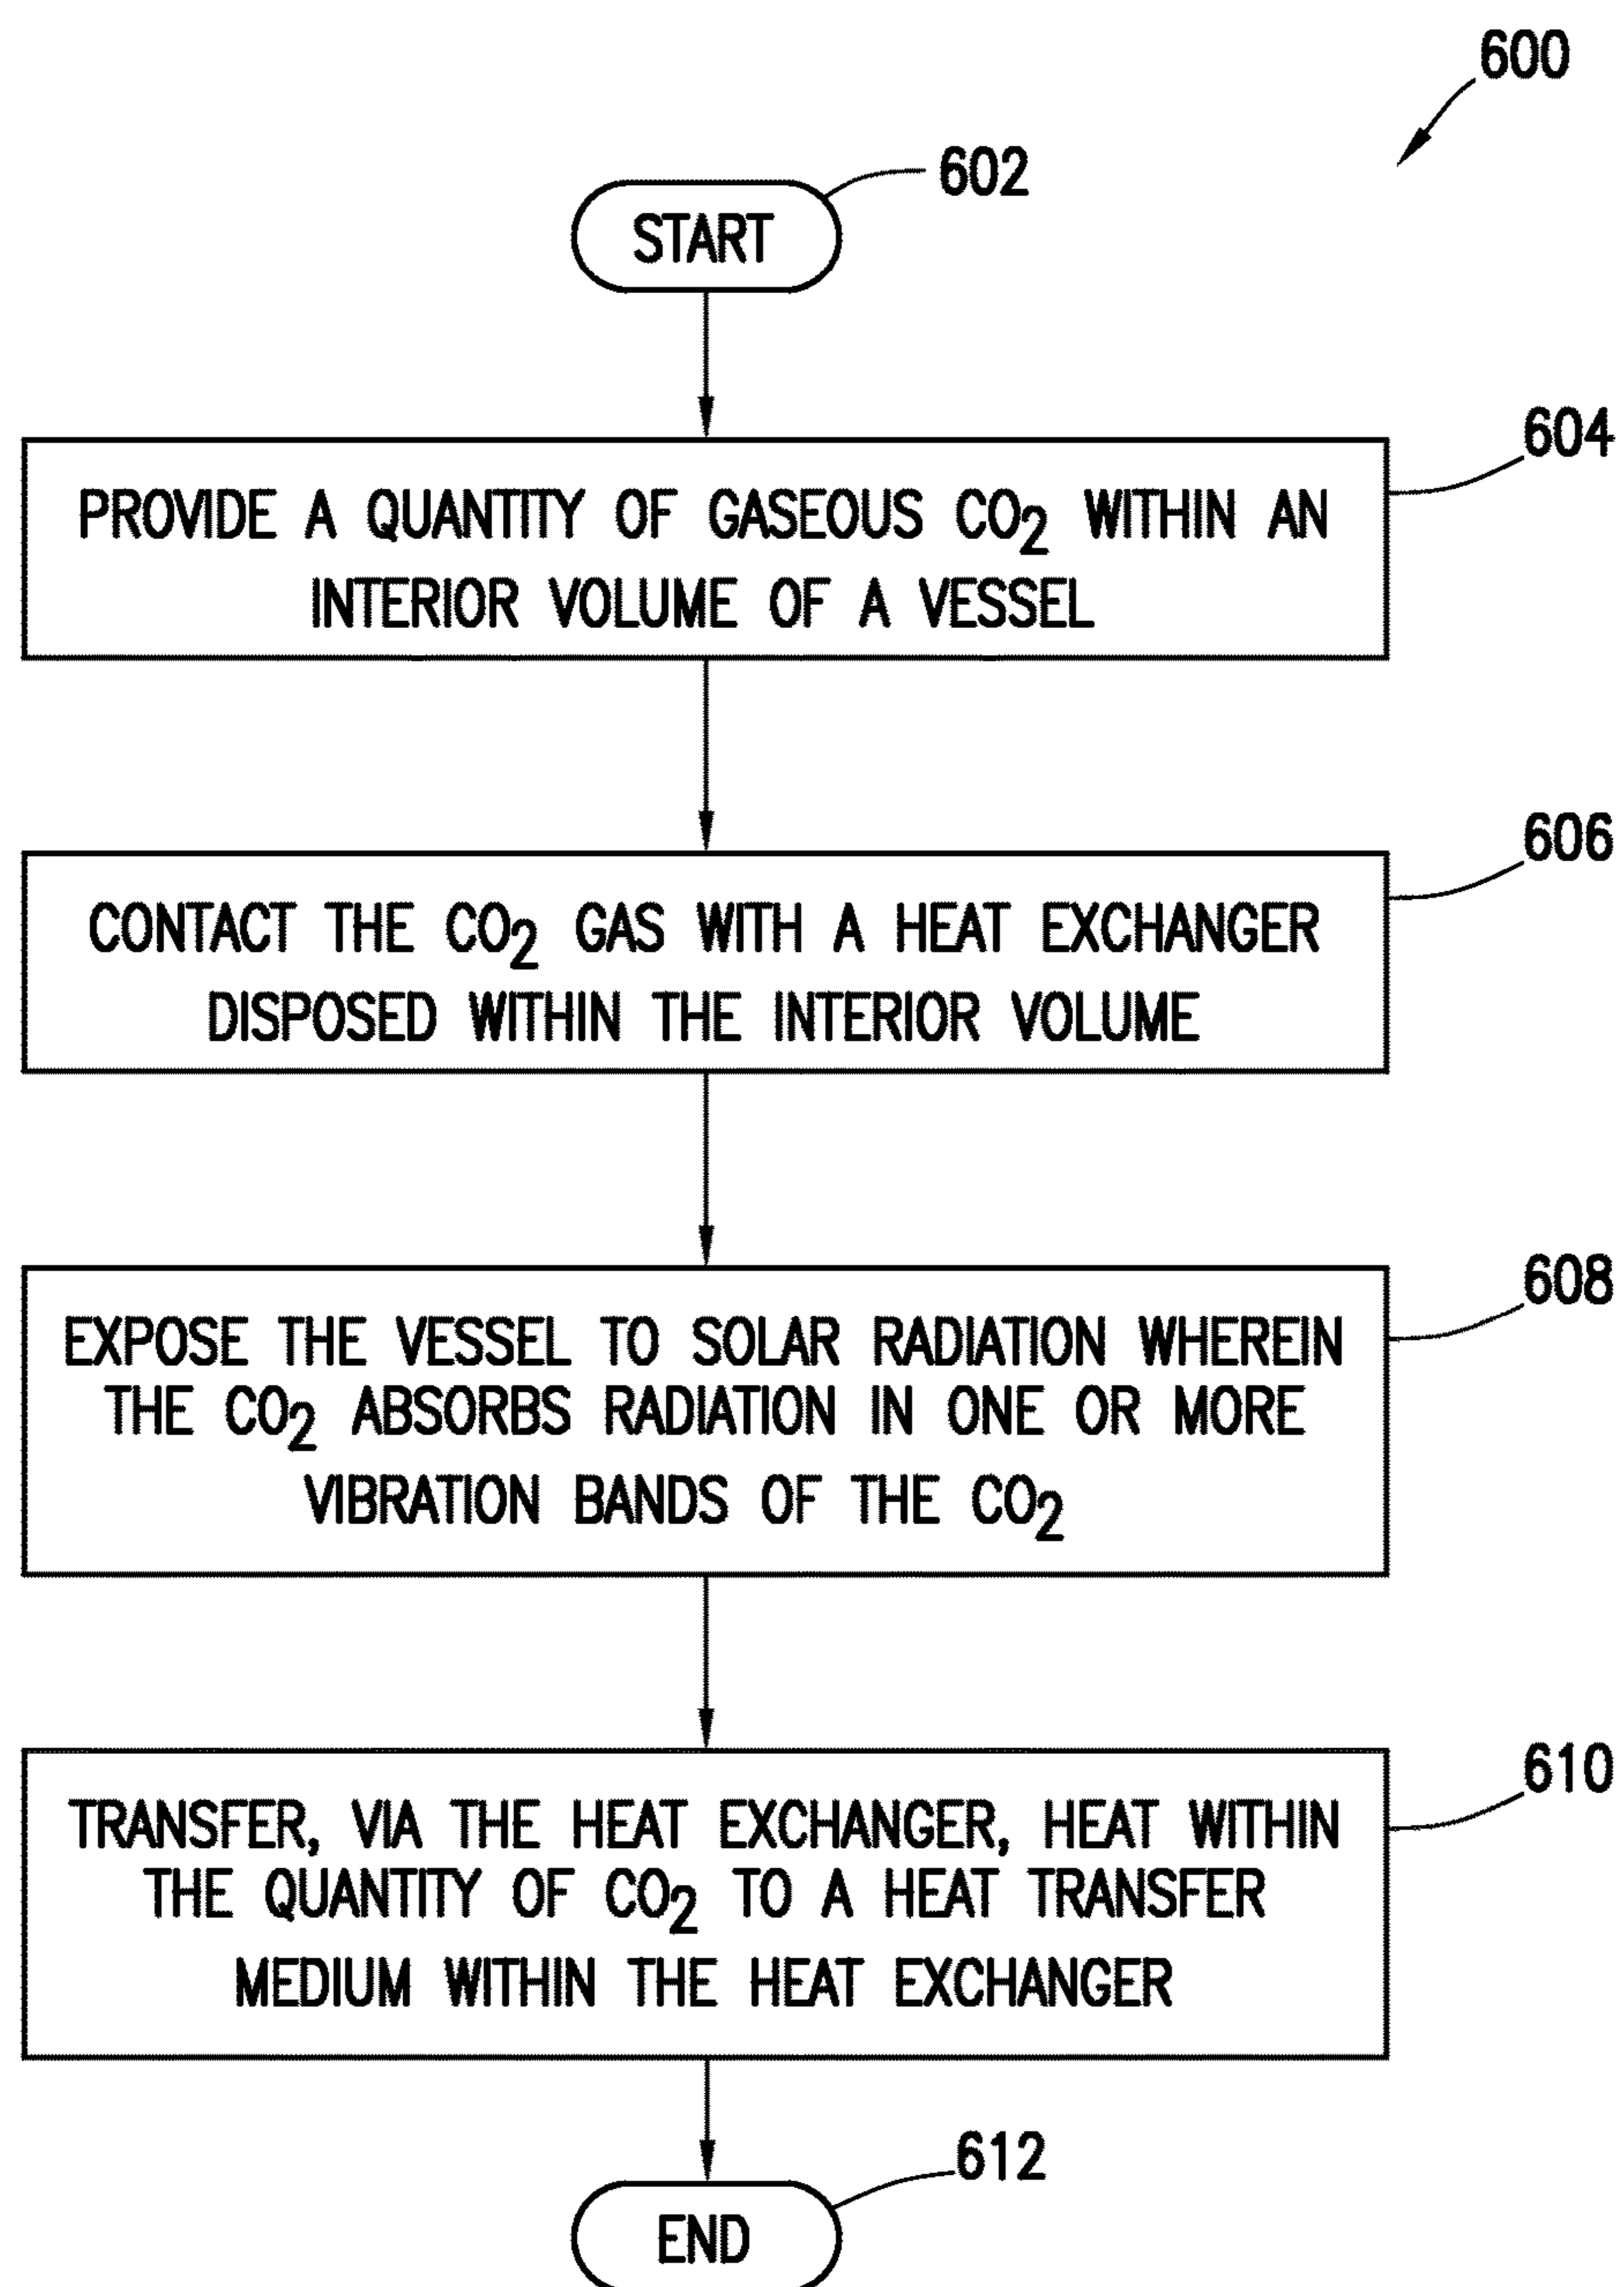 600
602
START
604
PROVIDE A QUANTITY OF GASEOUS CO2 WITHIN AN
INTERIOR VOLUME OF A VESSEL
606
CONTACT THE CO2 GAS WITH A HEAT EXCHANGER
DISPOSED WITHIN THE INTERIOR VOLUME
608
EXPOSE THE VESSEL TO SOLAR RADIATION WHEREIN
THE CO2 ABSORBS RADIATION IN ONE OR MORE
VIBRATION BANDS OF THE CO2
610
TRANSFER, VIA THE HEAT EXCHANGER, HEAT WITHIN
THE QUANTITY OF CO2 TO A HEAT TRANSFER
MEDIUM WITHIN THE HEAT EXCHANGER
612
END